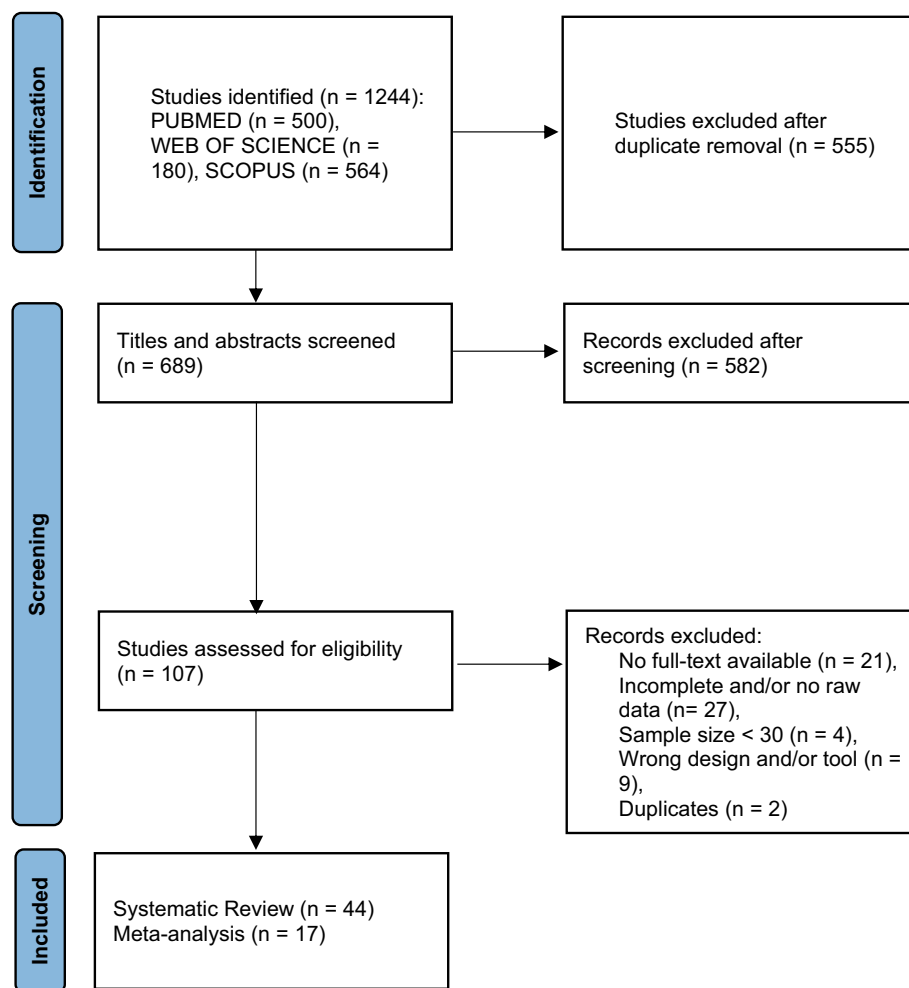 Identification
Studies identified (n = 1244):
PUBMED (n = 500),
WEB OF SCIENCE (n =
180), SCOPUS (n = 564)
Studies excluded after
duplicate removal (n = 555)
Screening
Titles and abstracts screened
(n = 689)
Records excluded after
screening (n = 582)
Studies assessed for eligibility
(n = 107)
Records excluded:
No full-text available (n = 21),
Incomplete and/or no raw
data (n= 27),
Sample size < 30 (n = 4),
Wrong design and/or tool (n =
9),
Duplicates (n = 2)
Included
Systematic Review (n = 44)
Meta-analysis (n = 17)